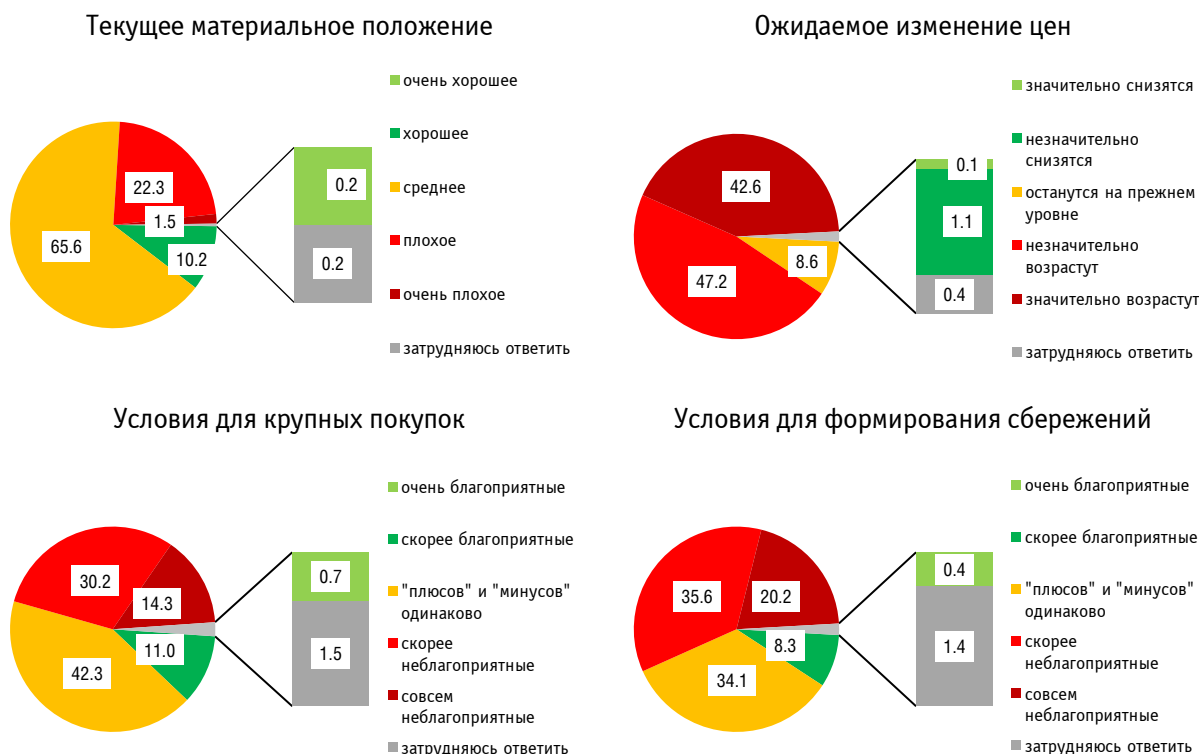 Текущее материальное положение
очень хорошее
хорошее
среднее
плохое
очень плохое
затрудняюсь ответить
22.3
1.5
65.6
10.2
0.2
0.2
Ожидаемое изменение цен
значительно снизятся
незначительно
снизятся
останутся на прежнем
уровне
незначительно
возрастут
значительно возрастут
затрудняюсь ответить
42.6
8.6
47.2
0.1
1.1
0.4
Условия для крупных покупок
очень благоприятные
скорее благоприятные
"плюсов" и "минусов"
одинаково
скорее
неблагоприятные
совсем
неблагоприятные
затрудняюсь ответить
30.2
14.3
11.0
42.3
0.7
1.5
Условия для формирования сбережений
очень благоприятные
скорее благоприятные
"плюсов" и "минусов"
одинаково
скорее
неблагоприятные
совсем
неблагоприятные
затрудняюсь ответить
35.6
20.2
8.3
34.1
0.4
1.4